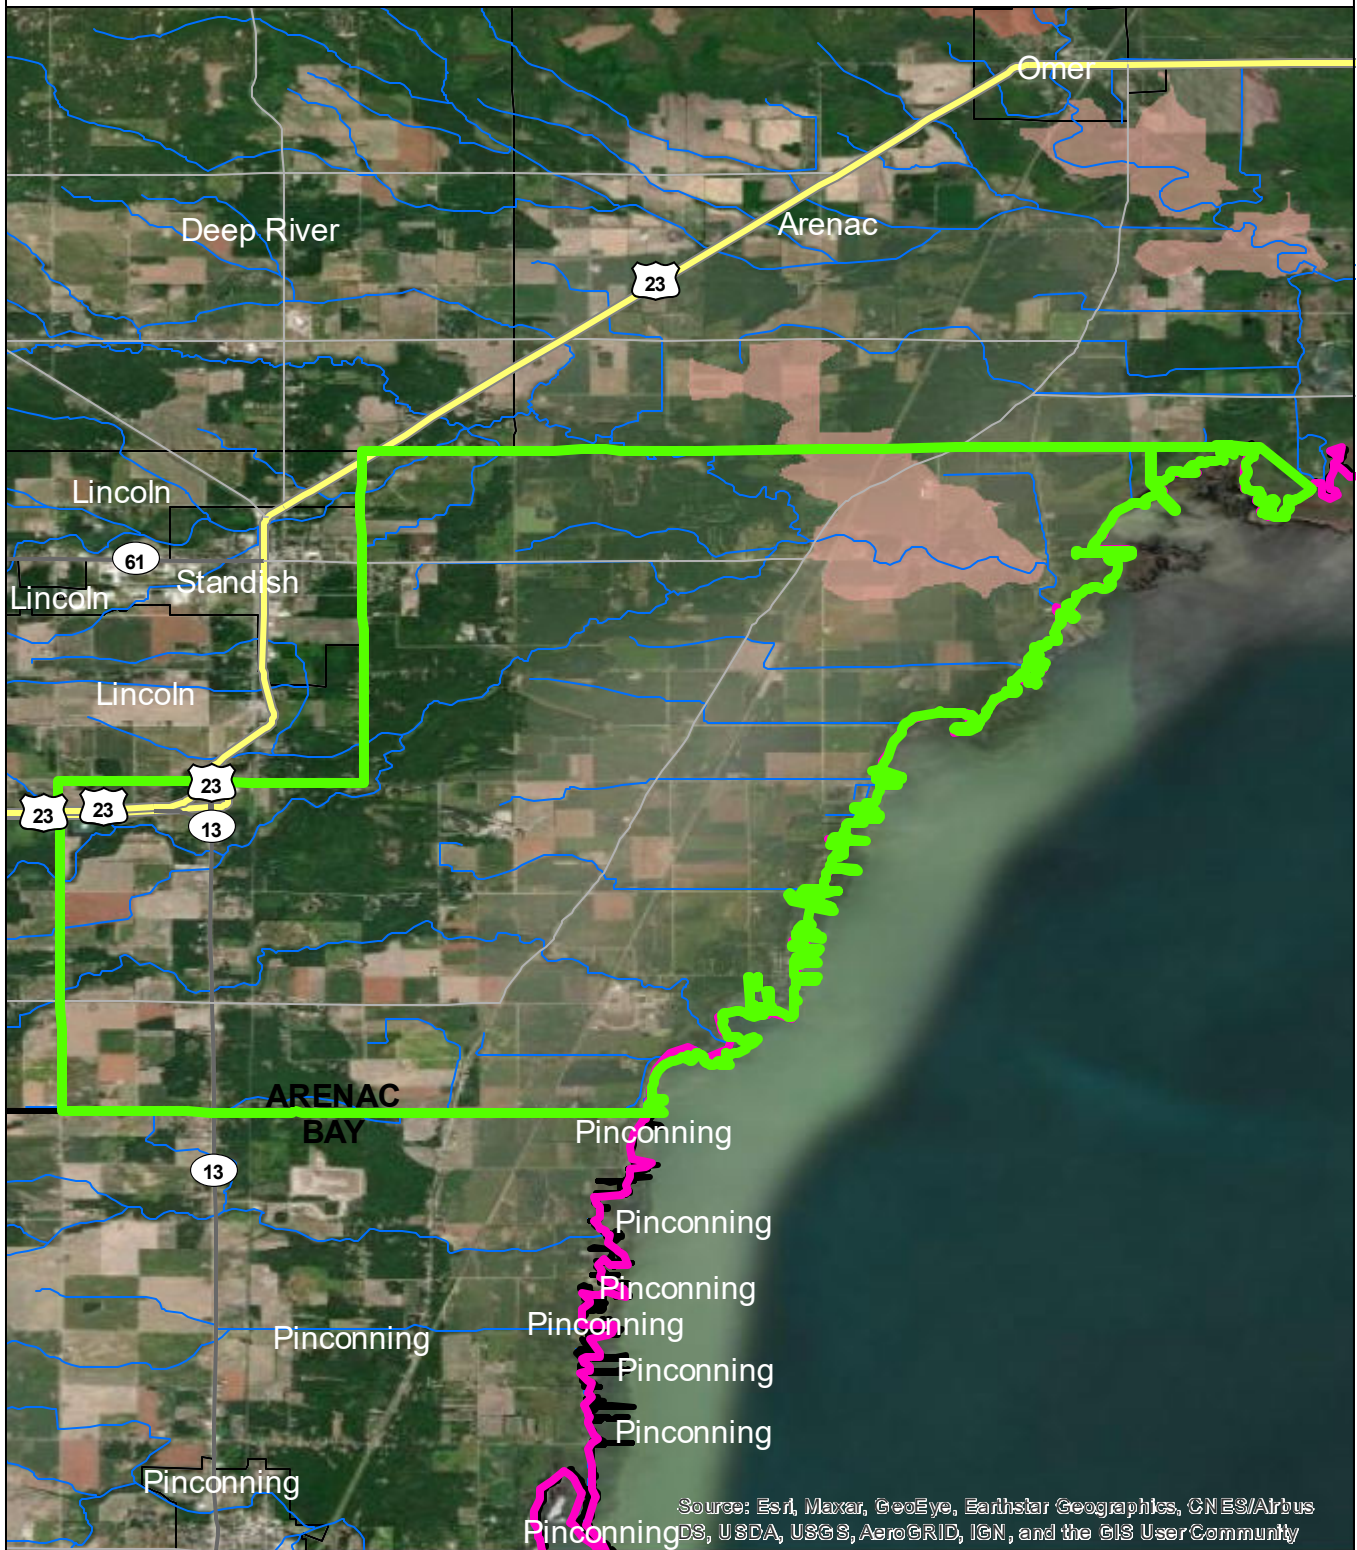 Omer
Deep River
Arenac
23
Lincoln
61
Standish
Lincoln
Lincoln
23
23
23
13
ARENAC
BAY
Pinconning
13
Pinconning
Pinconning
Pinconning
Pinconning
Pinconning
Pinconning
Pinconning
Pinconning
Source: Esri, Maxar, GeoEye, Earthstar Geographics, CNES/Airbus
DS, USDA, USGS, AeroGRID, IGN, and the GIS User Community